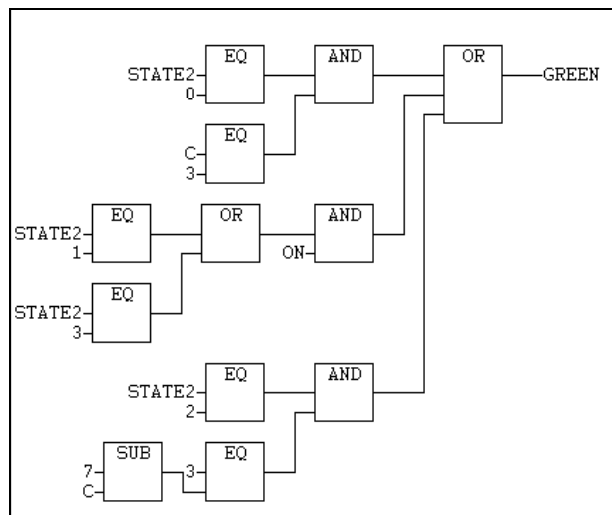 EQ AND OR
STATE2 GREEN
0
EQ
C
3
EQ OR AND
STATE2
1 ON
EQ
STATE2
3
EQ AND
STATE2
2
SUB EQ
7 3
C